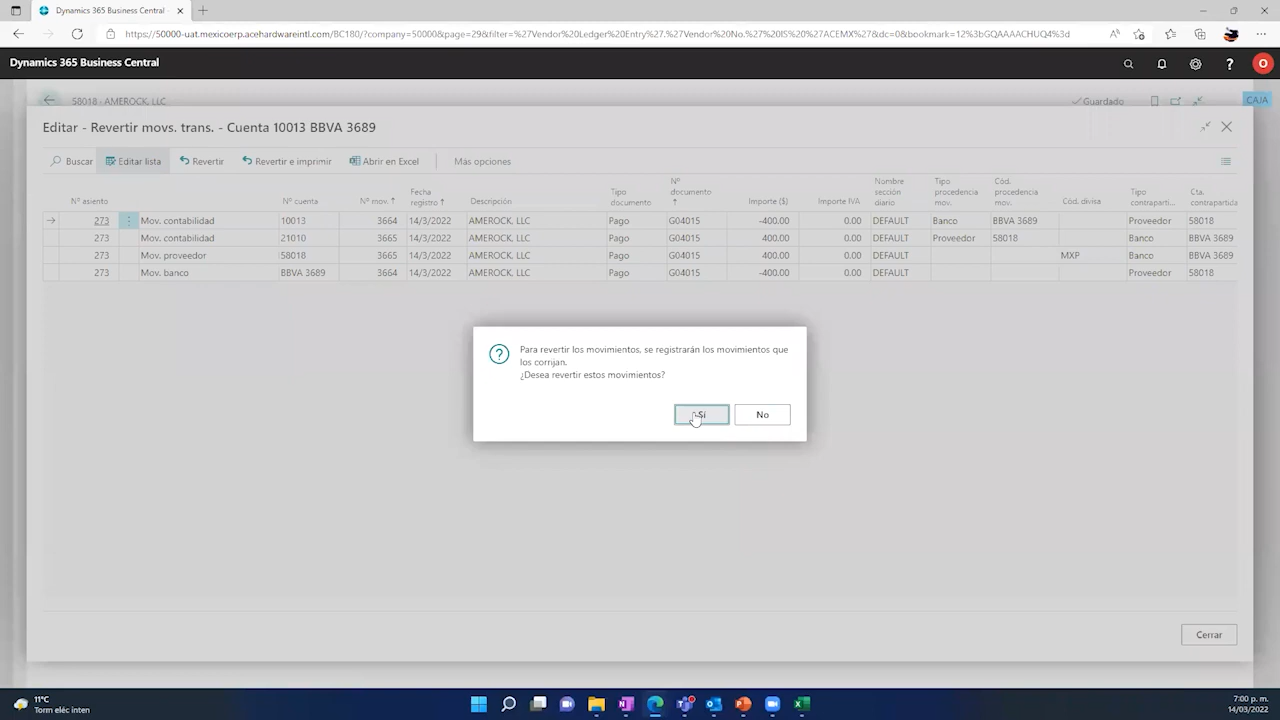 Dynamics 365 Business Central -
https://50000-uat.mexicoerp.acehardwareintl.com/BC180/?company=50000&page=29&filter=%27Vendor%20Ledger%20Entry%27.%27Vendor%20No.%27%20IS%20%27ACEMX%27&dc=0&bookmark=12%3bGQAAAACHUQ4%3d
Dynamics 365 Business Central
? O
58018 - AMEROCK, LLC Guardado CAJA
Editar - Revertir movs. trans. - Cuenta 10013 BBVA 3689
Buscar Editar lista Revertir Revertir e imprimir Abrir en Excel Más opciones
Nº asiento Nº cuenta Nº mov. ↑ Fecha registro ↑ Descripción Tipo documento Nº documento ↑ Importe ($) Importe IVA Nombre sección diario Tipo procedencia mov. Cód. procedencia mov. Cód. divisa Tipo contraparti... Cta. contrapartida
273 Mov. contabilidad 10013 3664 14/3/2022 AMEROCK, LLC Pago G04015 -400.00 0.00 DEFAULT Banco BBVA 3689 Proveedor 58018
273 Mov. contabilidad 21010 3665 14/3/2022 AMEROCK, LLC Pago G04015 400.00 0.00 DEFAULT Proveedor 58018 Banco BBVA 3689
273 Mov. proveedor 58018 3665 14/3/2022 AMEROCK, LLC Pago G04015 400.00 0.00 DEFAULT MXP Banco BBVA 3689
273 Mov. banco BBVA 3689 3664 14/3/2022 AMEROCK, LLC Pago G04015 -400.00 0.00 DEFAULT Proveedor 58018
Para revertir los movimientos, se registrarán los movimientos que
los corrijan.
¿Desea revertir estos movimientos?
Sí No
Cerrar
11°C
Torm eléc inten
7:00 p. m.
14/03/2022